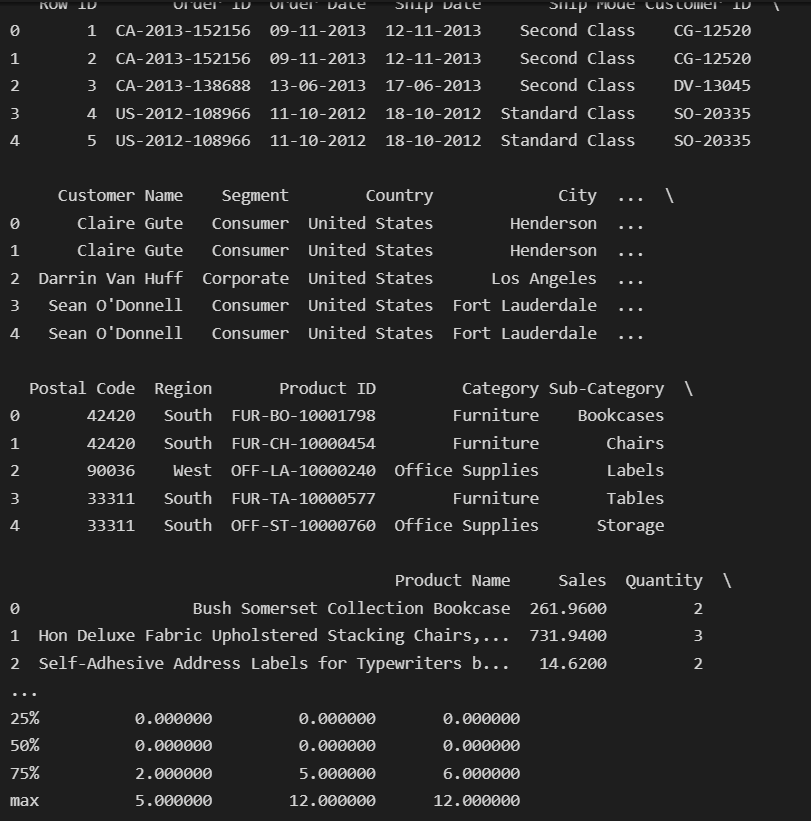 Row ID Order ID Order Date Ship Date Ship Mode Customer ID \
0 1 CA-2013-152156 09-11-2013 12-11-2013 Second Class CG-12520
1 2 CA-2013-152156 09-11-2013 12-11-2013 Second Class CG-12520
2 3 CA-2013-138688 13-06-2013 17-06-2013 Second Class DV-13045
3 4 US-2012-108966 11-10-2012 18-10-2012 Standard Class SO-20335
4 5 US-2012-108966 11-10-2012 18-10-2012 Standard Class SO-20335
Customer Name Segment Country City ... \
0 Claire Gute Consumer United States Henderson ...
1 Claire Gute Consumer United States Henderson ...
2 Darrin Van Huff Corporate United States Los Angeles ...
3 Sean O'Donnell Consumer United States Fort Lauderdale ...
4 Sean O'Donnell Consumer United States Fort Lauderdale ...
Postal Code Region Product ID Category Sub-Category \
0 42420 South FUR-BO-10001798 Furniture Bookcases
1 42420 South FUR-CH-10000454 Furniture Chairs
2 90036 West OFF-LA-10000240 Office Supplies Labels
3 33311 South FUR-TA-10000577 Furniture Tables
4 33311 South OFF-ST-10000760 Office Supplies Storage
Product Name Sales Quantity \
0 Bush Somerset Collection Bookcase 261.9600 2
1 Hon Deluxe Fabric Upholstered Stacking Chairs,... 731.9400 3
2 Self-Adhesive Address Labels for Typewriters b... 14.6200 2
...
25% 0.000000 0.000000 0.000000
50% 0.000000 0.000000 0.000000
75% 2.000000 5.000000 6.000000
max 5.000000 12.000000 12.000000